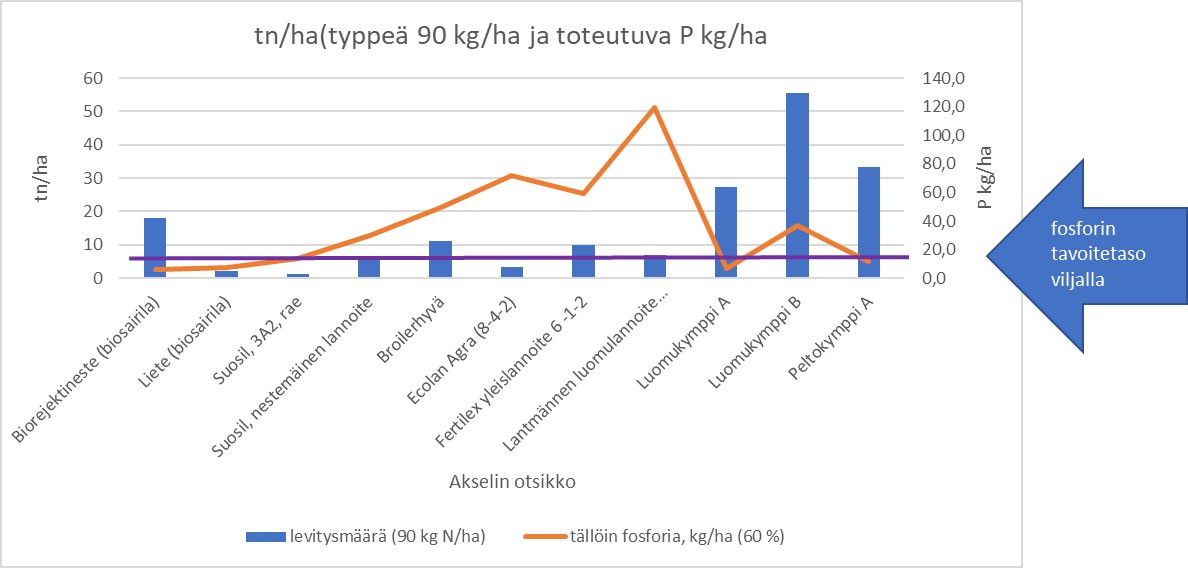 tn/ha(typpeä 90 kg/ha ja toteutuva P kg/ha
tn/ha
60
50
40
30
20
10
0
140,0
120,0
100,0
80,0
60,0
40,0
20,0
0,0
P kg/ha
Biorejektineste (biosairila)
Liete (biosairila)
Suosil, 3A2, rae
Suosil, nestemäinen lannoite
Broilerhyvä
Ecolan Agra (8-4-2)
Fertilex yleislannoite 6 -1-2
Lantmännen luomulannoite…
Luomukymppi A
Luomukymppi B
Peltokymppi A
Akselin otsikko
levitysmäärä (90 kg N/ha)
tällöin fosforia, kg/ha (60 %)
fosforin
tavoitetaso
viljalla